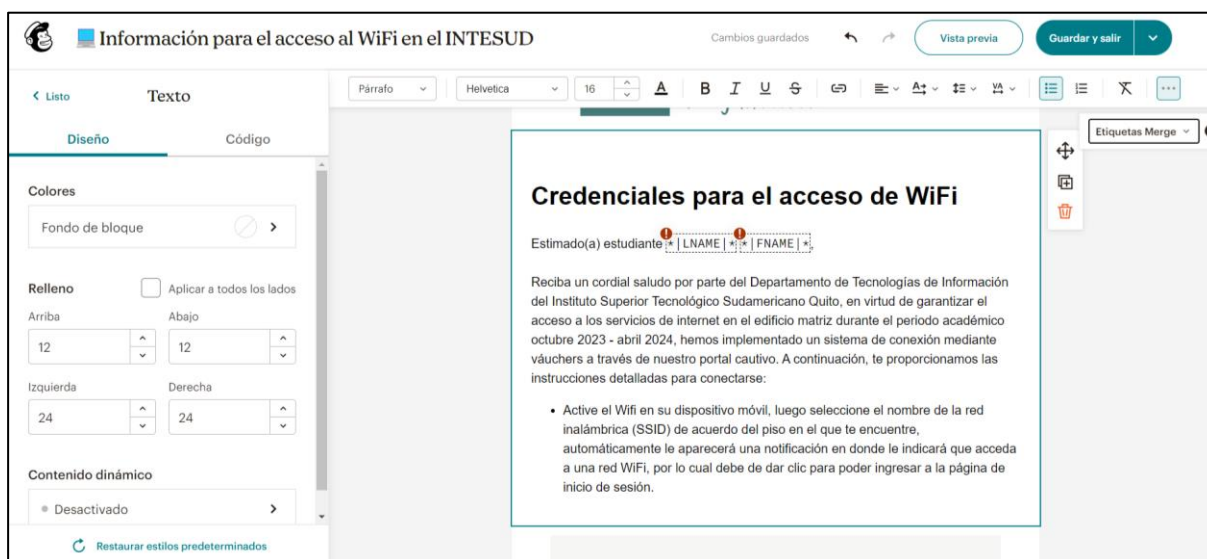 Información para el acceso al WiFi en el INTESUD
Cambios guardados
Vista previa
Guardar y salir
Listo
Texto
Párrafo
Helvetica
16
A
B
I
U
S
Diseño
Código
Etiquetas Merge
Colores
Fondo de bloque
Relleno
Aplicar a todos los lados
Arriba
Abajo
12
12
Izquierda
Derecha
24
24
Contenido dinámico
Desactivado
Restaurar estilos predeterminados
Credenciales para el acceso de WiFi
Estimado(a) estudiante *|LNAME|* *|FNAME|*,
Reciba un cordial saludo por parte del Departamento de Tecnologías de Información
del Instituto Superior Tecnológico Sudamericano Quito, en virtud de garantizar el
acceso a los servicios de internet en el edificio matriz durante el periodo académico
octubre 2023 - abril 2024, hemos implementado un sistema de conexión mediante
váuchers a través de nuestro portal cautivo. A continuación, te proporcionamos las
instrucciones detalladas para conectarse:
• Active el Wifi en su dispositivo móvil, luego seleccione el nombre de la red
inalámbrica (SSID) de acuerdo del piso en el que te encuentre,
automáticamente le aparecerá una notificación en donde le indicará que acceda
a una red WiFi, por lo cual debe de dar clic para poder ingresar a la página de
inicio de sesión.